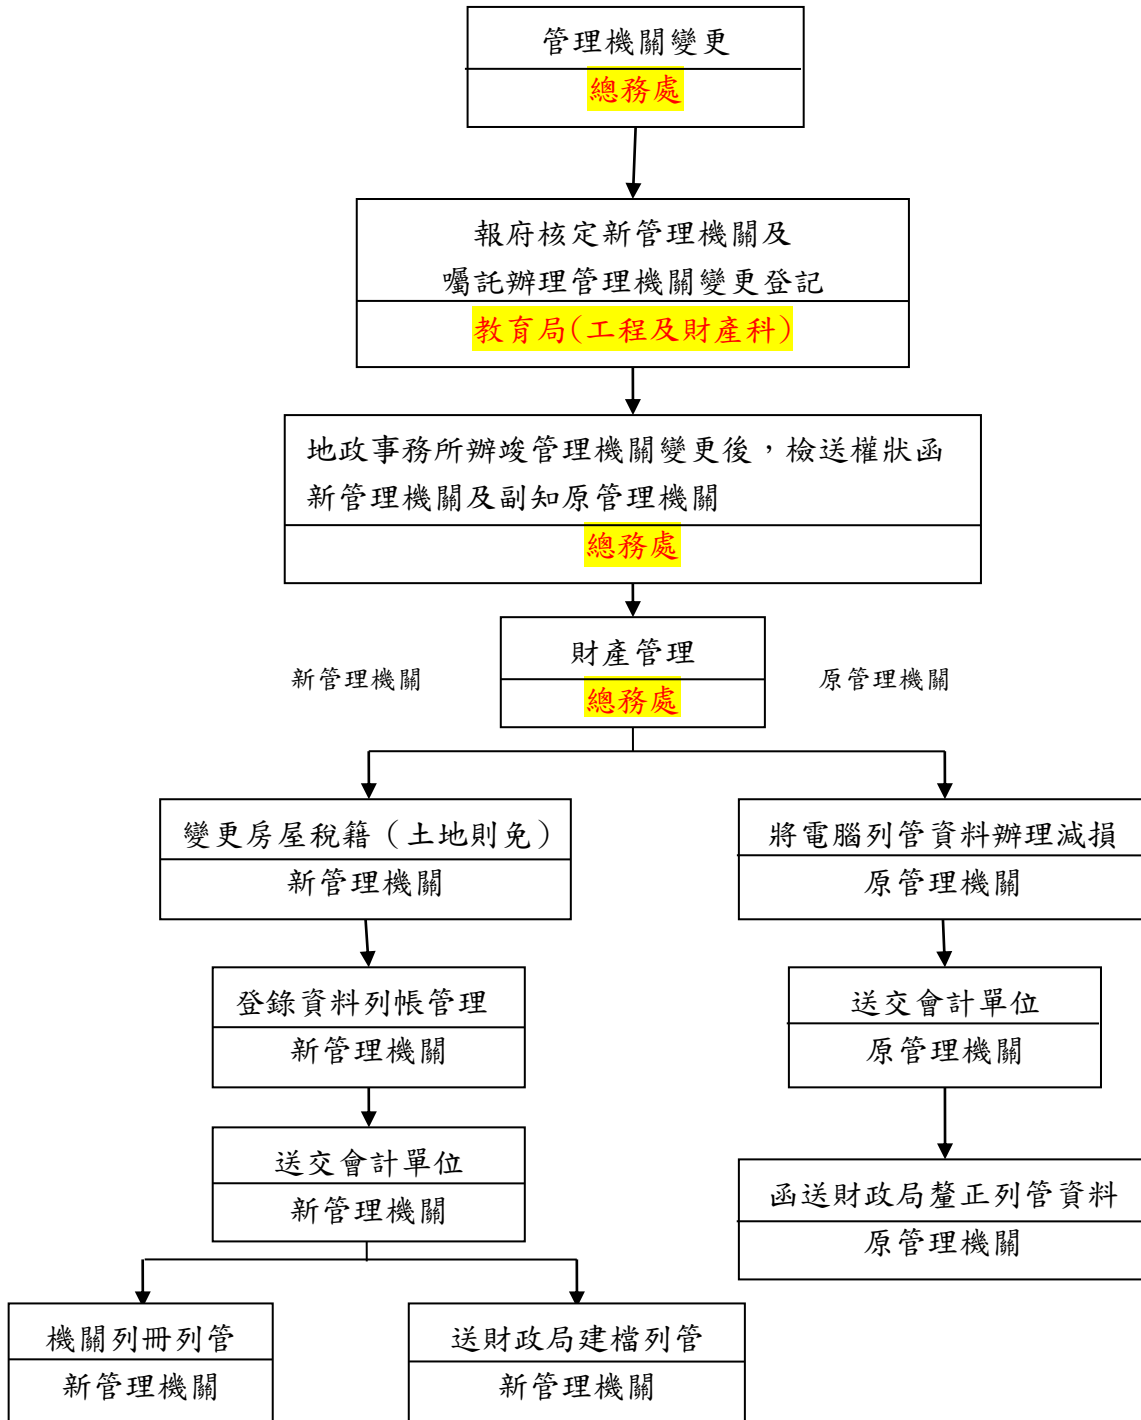 管理機關變更
總務處
報府核定新管理機關及
囑託辦理管理機關變更登記
教育局(工程及財產科)
地政事務所辦竣管理機關變更後，檢送權狀函
新管理機關及副知原管理機關
總務處
財產管理
總務處
新管理機關
原管理機關
變更房屋稅籍（土地則免）
新管理機關
將電腦列管資料辦理減損
原管理機關
登錄資料列帳管理
新管理機關
送交會計單位
原管理機關
送交會計單位
新管理機關
函送財政局釐正列管資料
原管理機關
機關列冊列管
新管理機關
送財政局建檔列管
新管理機關